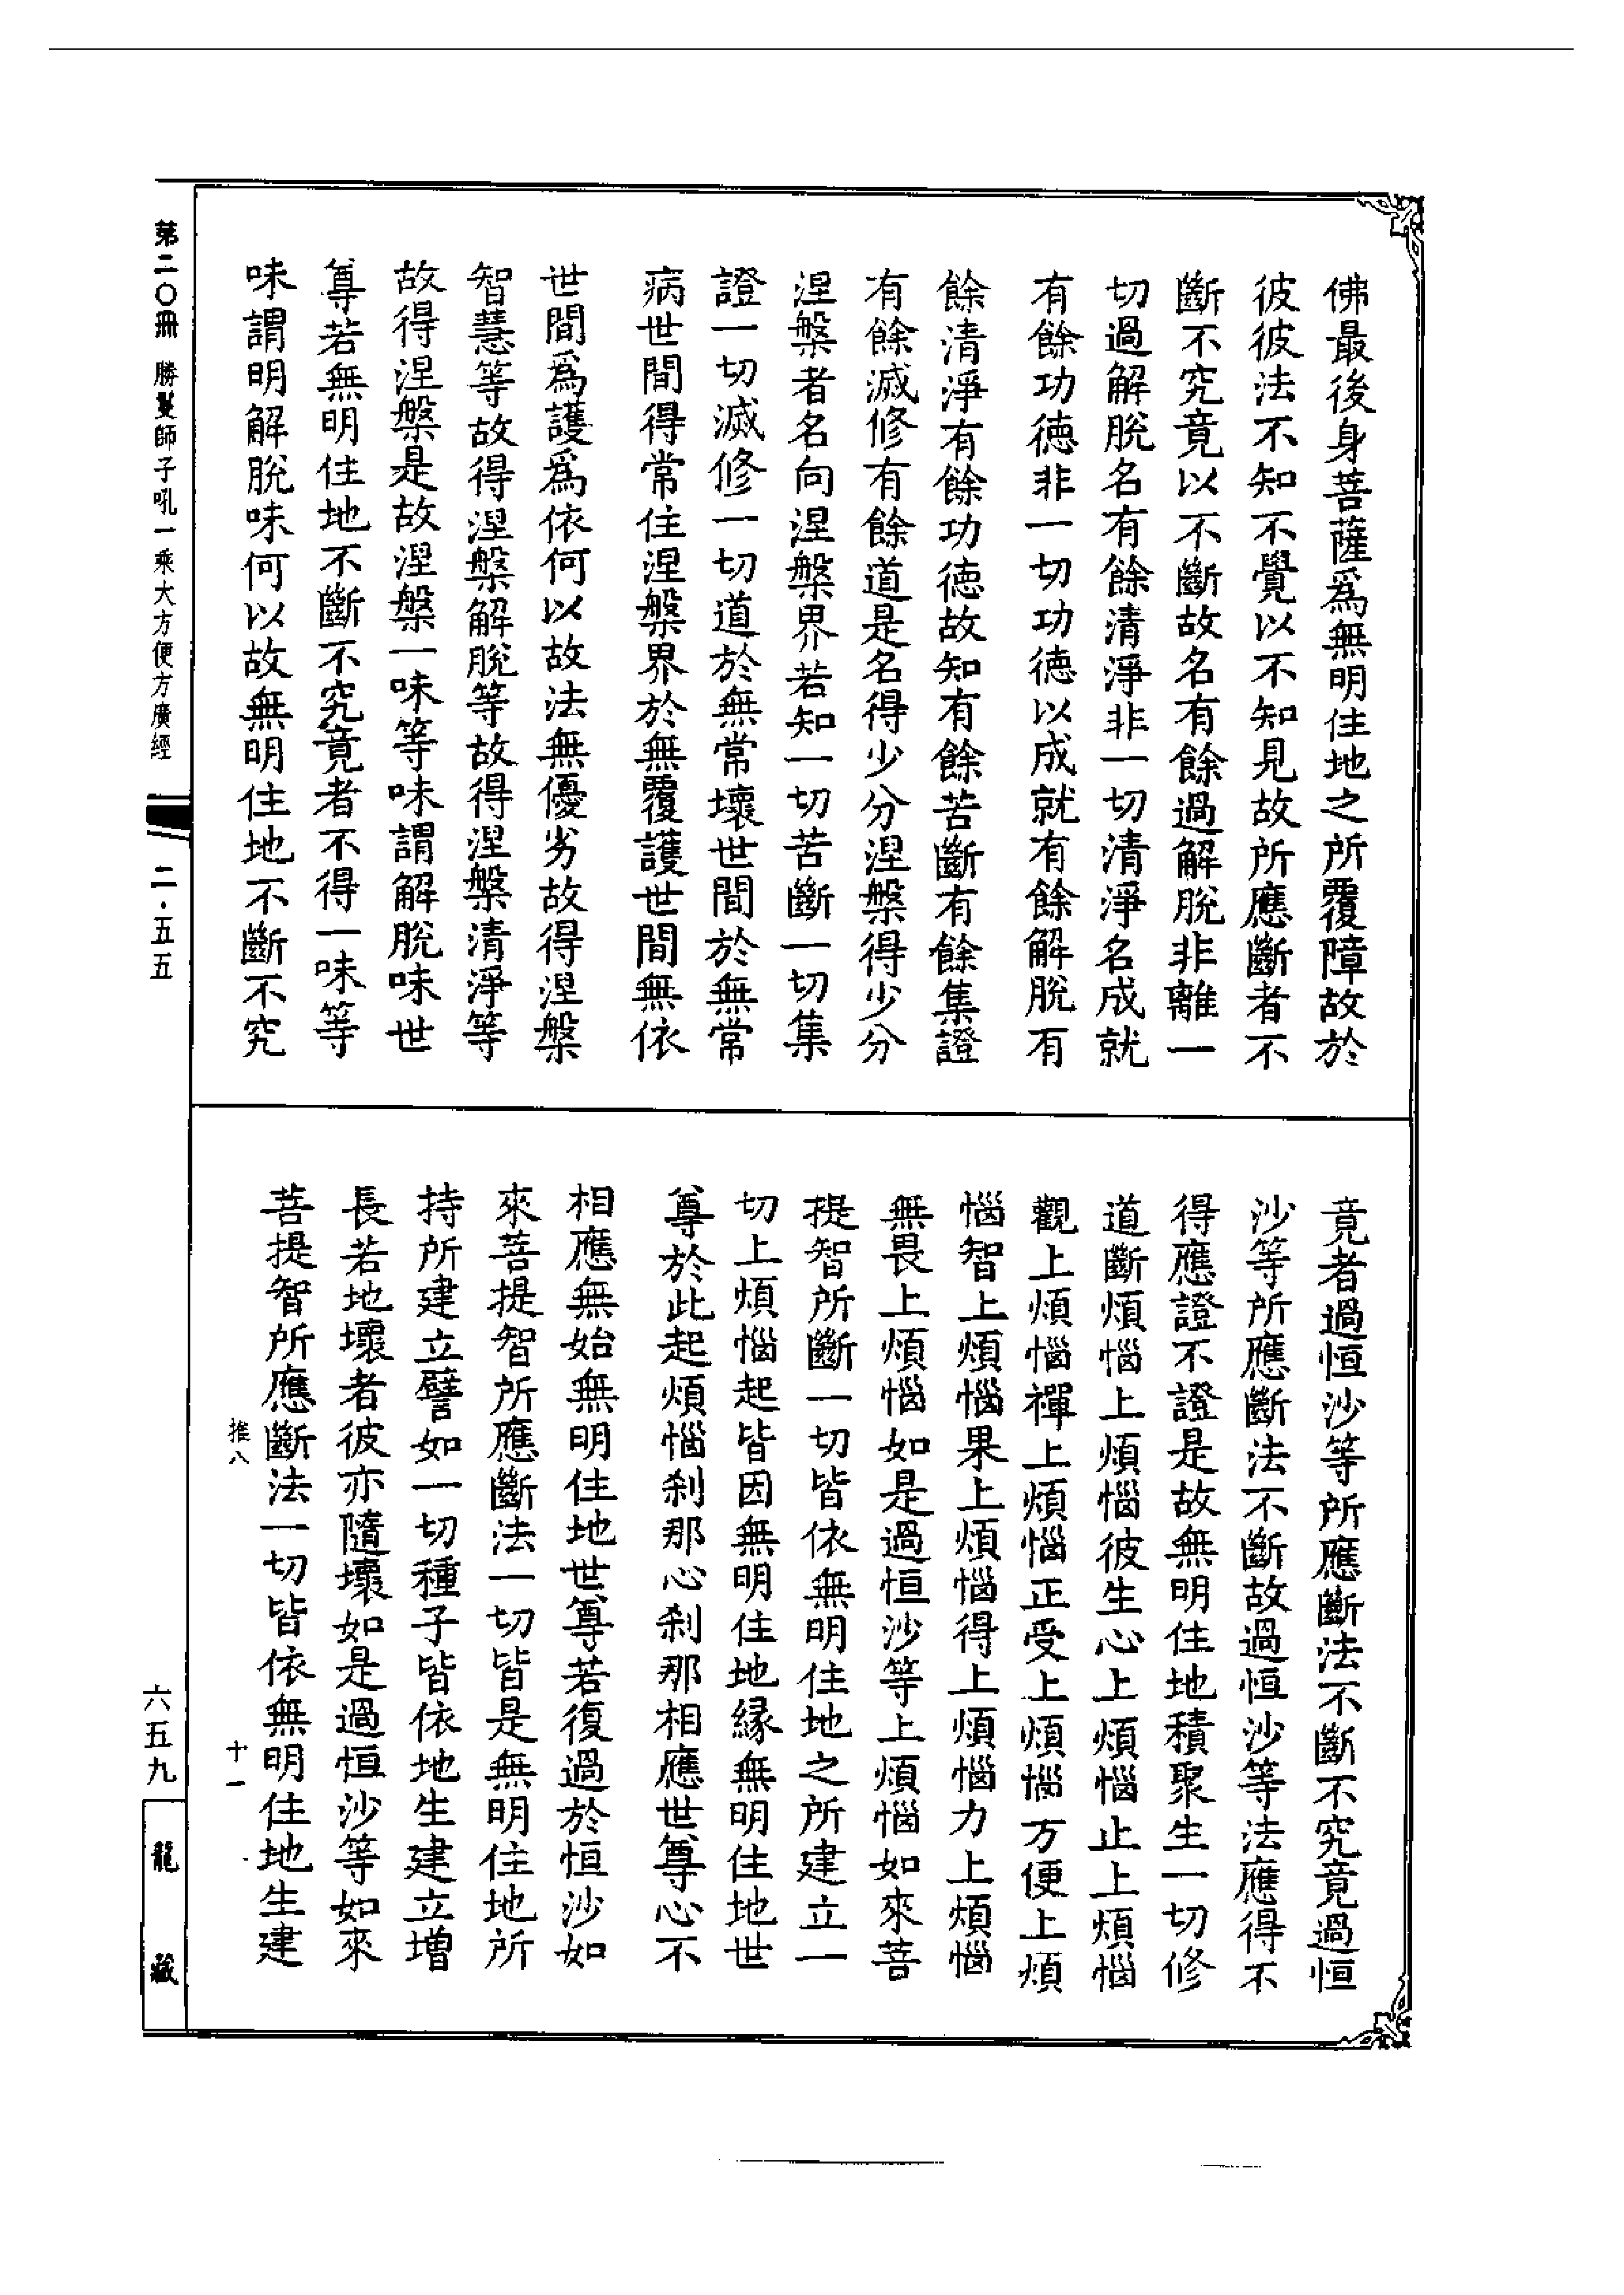 佛最後身菩薩爲無明住地之所覆障故於
彼彼法不知不覺以不知見故所應斷者不
斷不究竟以不斷故名有餘過解脫非離一
切過解脫名有餘清淨非一切清淨名成就
有餘功德非一切功德以成就有餘解脫有
餘清淨有餘功德故知有餘苦斷有餘集證
有餘滅修有餘道是名得少分涅槃得少分
涅槃者名向涅槃界若知一切苦斷一切集
證一切滅修一切道於無常壞世間於無常
病世間得常住涅槃界於無覆護世間無依
世間爲護爲依何以故法無優劣故得涅槃
智慧等故得涅槃解脫等故得涅槃清淨等
故得涅槃是故涅槃一味等味謂解脫味世
尊若無明住地不斷不究竟者不得一味等
味謂明解脫味何以故無明住地不斷不究
竟者過恒沙等所應斷法不斷不究竟過恒
沙等所應斷法不斷故過恒沙等法應得不
得應證不證是故無明住地積聚生一切修
道斷煩惱上煩惱彼生心上煩惱止上煩惱
觀上煩惱禪上煩惱正受上煩惱方便上煩
惱智上煩惱果上煩惱得上煩惱力上煩惱
無畏上煩惱如是過恒沙等上煩惱如來菩
提智所斷一切皆依無明住地之所建立一
切上煩惱起皆因無明住地緣無明住地世
尊於此起煩惱刹那心刹那相應世尊心不
相應無始無明住地世尊若復過於恒沙如
來菩提智所應斷法一切皆是無明住地所
持所建立譬如一切種子皆依地生建立增
長若地壞者彼亦隨壞如是過恒沙等如來
菩提智所應斷法一切皆依無明住地生建
推八 十一
第二〇冊 勝鬘師子吼一乘大方便方廣經 二·五五
六五九 龍藏